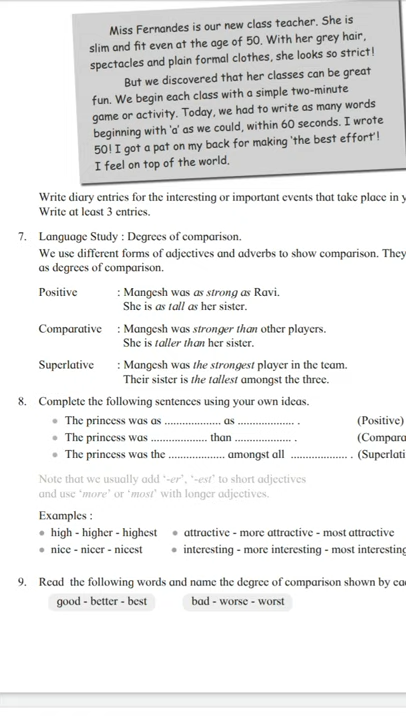 Miss Fernandes is our new class teacher. She is
slim and fit even at the age of 50. With her grey hair,
spectacles and plain formal clothes, she looks so strict!
But we discovered that her classes can be great
fun. We begin each class with a simple two-minute
game or activity. Today, we had to write as many words
beginning with 'a' as we could, within 60 seconds. I wrote
50! I got a pat on my back for making 'the best effort'!
I feel on top of the world.
Write diary entries for the interesting or important events that take place in y
Write at least 3 entries.
7. Language Study : Degrees of comparison.
We use different forms of adjectives and adverbs to show comparison. They
as degrees of comparison.
Positive : Mangesh was as strong as Ravi.
She is as tall as her sister.
Comparative : Mangesh was stronger than other players.
She is taller than her sister.
Superlative : Mangesh was the strongest player in the team.
Their sister is the tallest amongst the three.
8. Complete the following sentences using your own ideas.
• The princess was as ................... as ................... . (Positive)
• The princess was ................... than ................... . (Compara
• The princess was the ................... amongst all ................... . (Superlati
Note that we usually add '-er', '-est' to short adjectives
and use 'more' or 'most' with longer adjectives.
Examples :
• high - higher - highest • attractive - more attractive - most attractive
• nice - nicer - nicest • interesting - more interesting - most interesting
9. Read the following words and name the degree of comparison shown by ea
good - better - best bad - worse - worst